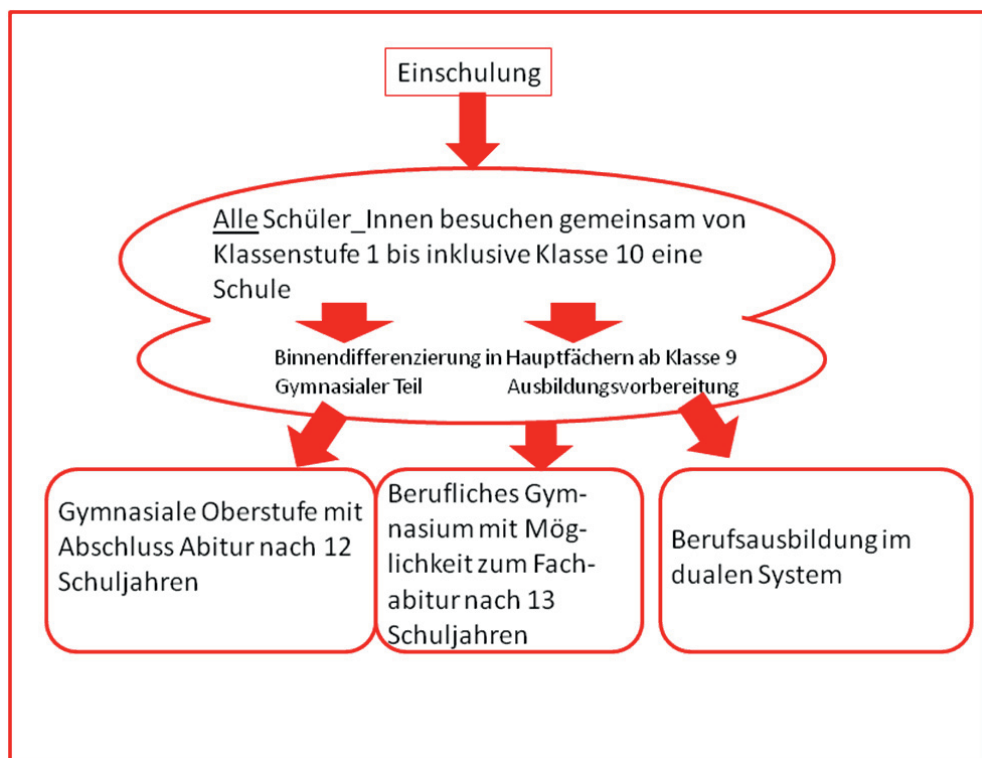 Einschulung
Alle Schüler_Innen besuchen gemeinsam von
Klassenstufe 1 bis inklusive Klasse 10 eine
Schule
Binnendifferenzierung in Hauptfächern ab Klasse 9
Gymnasialer Teil Ausbildungsvorbereitung
Gymnasiale Oberstufe mit
Abschluss Abitur nach 12
Schuljahren
Berufliches Gym-
nasium mit Mög-
lichkeit zum Fach-
abitur nach 13
Schuljahren
Berufsausbildung im
dualen System